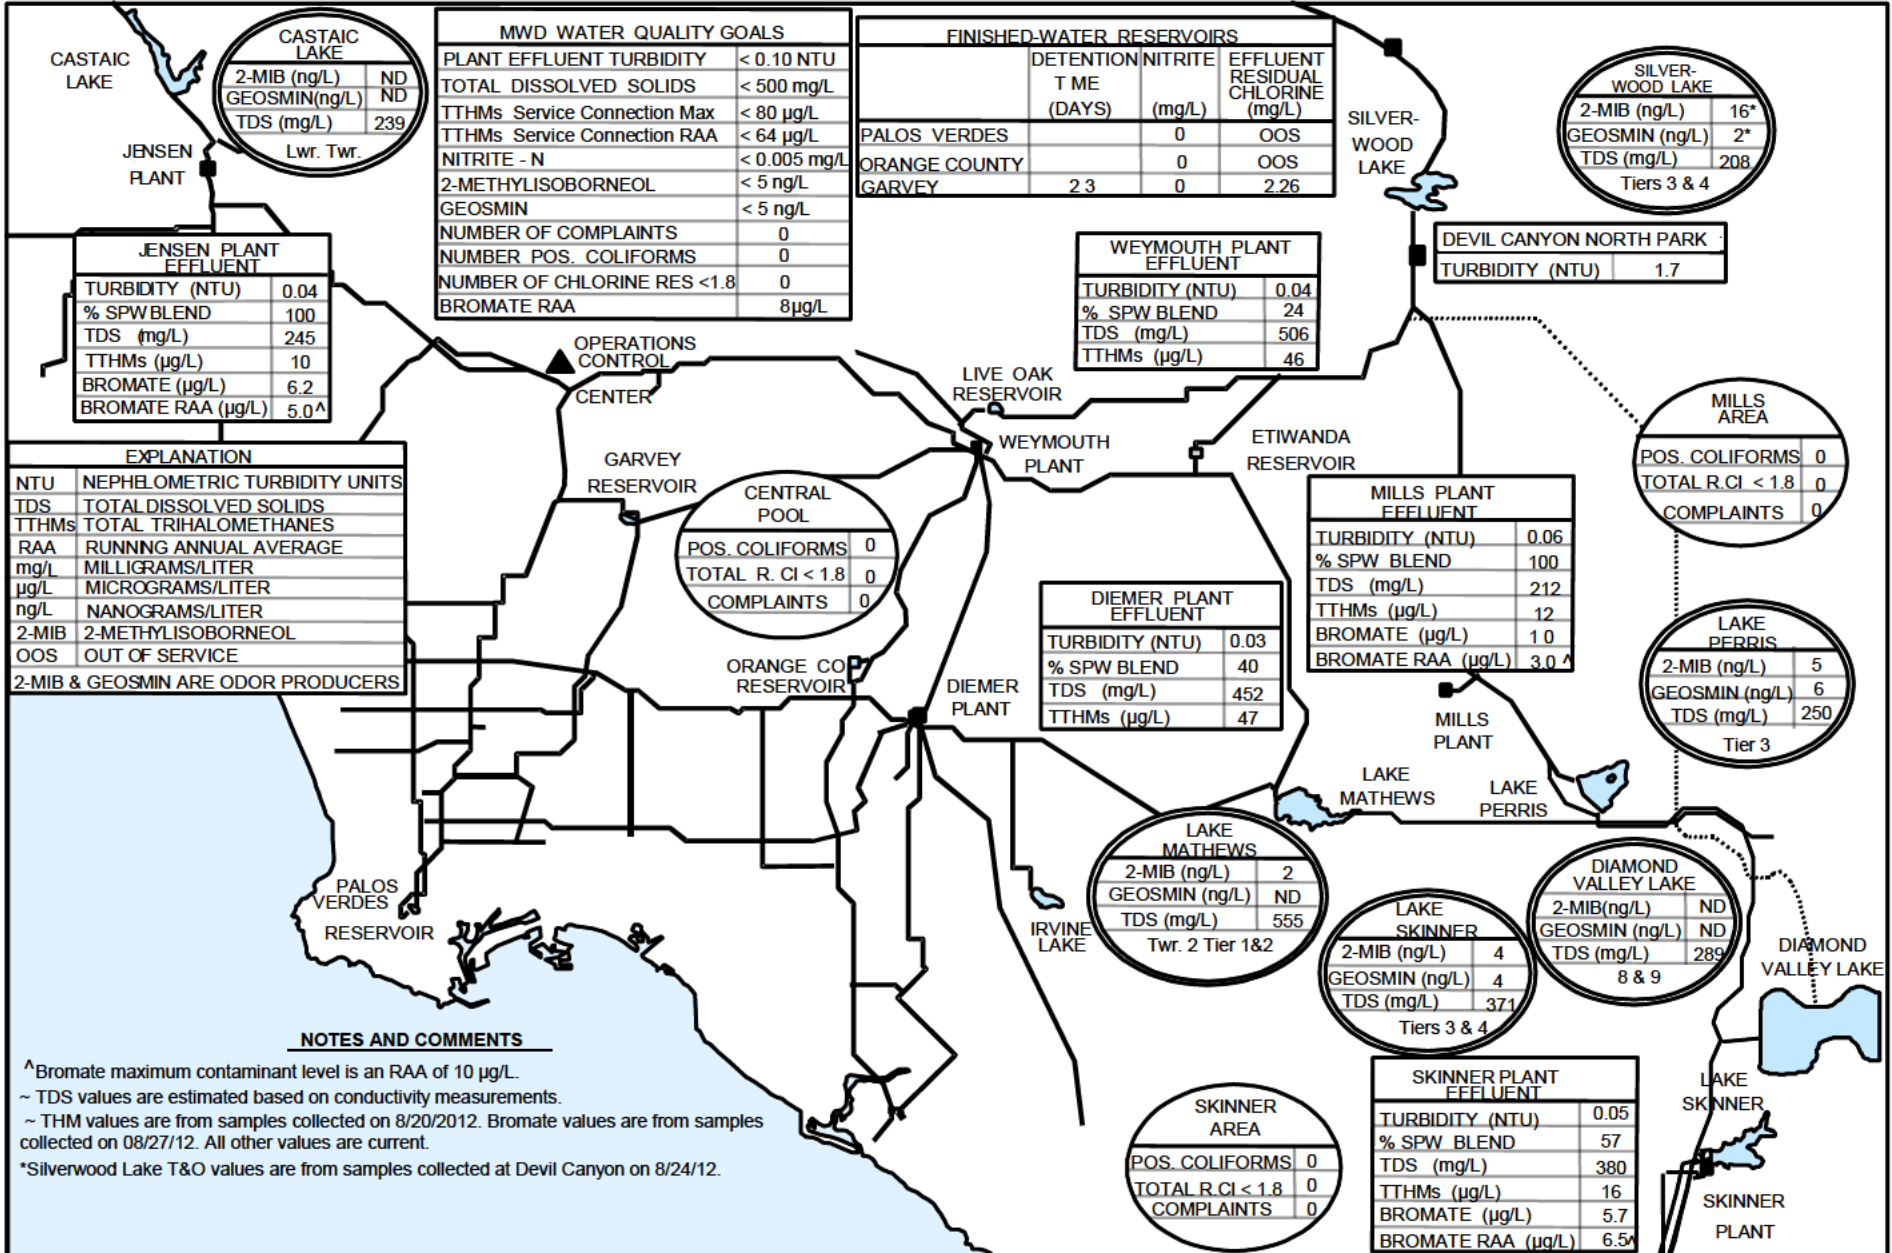 CASTAIC
LAKE
CASTAIC
LAKE
2-MIB (ng/L) ND
GEOSMIN(ng/L) ND
TDS (mg/L) 239
Lwr. Twr.
JENSEN
PLANT
MWD WATER QUALITY GOALS
PLANT EFFLUENT TURBIDITY < 0.10 NTU
TOTAL DISSOLVED SOLIDS < 500 mg/L
TTHMs Service Connection Max < 80 µg/L
TTHMs Service Connection RAA < 64 µg/L
NITRITE - N < 0.005 mg/L
2-METHYLISOBORNEOL < 5 ng/L
GEOSMIN < 5 ng/L
NUMBER OF COMPLAINTS 0
NUMBER POS. COLIFORMS 0
NUMBER OF CHLORINE RES <1.8 0
BROMATE RAA 8µg/L
FINISHED-WATER RESERVOIRS
DETENTION NITRITE EFFLUENT
RESIDUAL
T ME CHLORINE
(DAYS) (mg/L) (mg/L)
PALOS VERDES 0 OOS
ORANGE COUNTY 0 OOS
GARVEY 2 3 0 2.26
SILVER-
WOOD
LAKE
SILVER-
WOOD LAKE
2-MIB (ng/L) 16*
GEOSMIN (ng/L) 2*
TDS (mg/L) 208
Tiers 3 & 4
DEVIL CANYON NORTH PARK
TURBIDITY (NTU) 1.7
JENSEN PLANT
EFFLUENT
TURBIDITY (NTU) 0.04
% SPW BLEND 100
TDS (mg/L) 245
TTHMs (µg/L) 10
BROMATE (µg/L) 6.2
BROMATE RAA (µg/L) 5.0^
WEYMOUTH PLANT
EFFLUENT
TURBIDITY (NTU) 0.04
% SPW BLEND 24
TDS (mg/L) 506
TTHMs (µg/L) 46
OPERATIONS
CONTROL
CENTER
LIVE OAK
RESERVOIR
WEYMOUTH
PLANT
ETIWANDA
RESERVOIR
MILLS
AREA
POS. COLIFORMS 0
TOTAL R.Cl < 1.8 0
COMPLAINTS 0
EXPLANATION
NTU NEPHELOMETRIC TURBIDITY UNITS
TDS TOTAL DISSOLVED SOLIDS
TTHMs TOTAL TRIHALOMETHANES
RAA RUNNING ANNUAL AVERAGE
mg/L MILLIGRAMS/LITER
µg/L MICROGRAMS/LITER
ng/L NANOGRAMS/LITER
2-MIB 2-METHYLISOBORNEOL
OOS OUT OF SERVICE
2-MIB & GEOSMIN ARE ODOR PRODUCERS
GARVEY
RESERVOIR
CENTRAL
POOL
POS. COLIFORMS 0
TOTAL R. Cl < 1.8 0
COMPLAINTS 0
MILLS PLANT
EFFLUENT
TURBIDITY (NTU) 0.06
% SPW BLEND 100
TDS (mg/L) 212
TTHMs (µg/L) 12
BROMATE (µg/L) 1 0
BROMATE RAA (µg/L) 3.0 ^
DIEMER PLANT
EFFLUENT
TURBIDITY (NTU) 0.03
% SPW BLEND 40
TDS (mg/L) 452
TTHMs (µg/L) 47
ORANGE CO
RESERVOIR
DIEMER
PLANT
LAKE
PERRIS
2-MIB (ng/L) 5
GEOSMIN (ng/L) 6
TDS (mg/L) 250
Tier 3
MILLS
PLANT
LAKE
MATHEWS
LAKE
PERRIS
LAKE
MATHEWS
2-MIB (ng/L) 2
GEOSMIN (ng/L) ND
TDS (mg/L) 555
Twr. 2 Tier 1&2
DIAMOND
VALLEY LAKE
2-MIB(ng/L) ND
GEOSMIN (ng/L) ND
TDS (mg/L) 289
8 & 9
PALOS
VERDES
RESERVOIR
IRVINE
LAKE
LAKE
SKINNER
2-MIB (ng/L) 4
GEOSMIN (ng/L) 4
TDS (mg/L) 371
Tiers 3 & 4
DIAMOND
VALLEY LAKE
NOTES AND COMMENTS
^Bromate maximum contaminant level is an RAA of 10 µg/L.
~ TDS values are estimated based on conductivity measurements.
~ THM values are from samples collected on 8/20/2012. Bromate values are from samples
collected on 08/27/12. All other values are current.
*Silverwood Lake T&O values are from samples collected at Devil Canyon on 8/24/12.
SKINNER
AREA
POS. COLIFORMS 0
TOTAL R.Cl < 1.8 0
COMPLAINTS 0
SKINNER PLANT
EFFLUENT
TURBIDITY (NTU) 0.05
% SPW BLEND 57
TDS (mg/L) 380
TTHMs (µg/L) 16
BROMATE (µg/L) 5.7
BROMATE RAA (µg/L) 6.5^
LAKE
SKINNER
SKINNER
PLANT